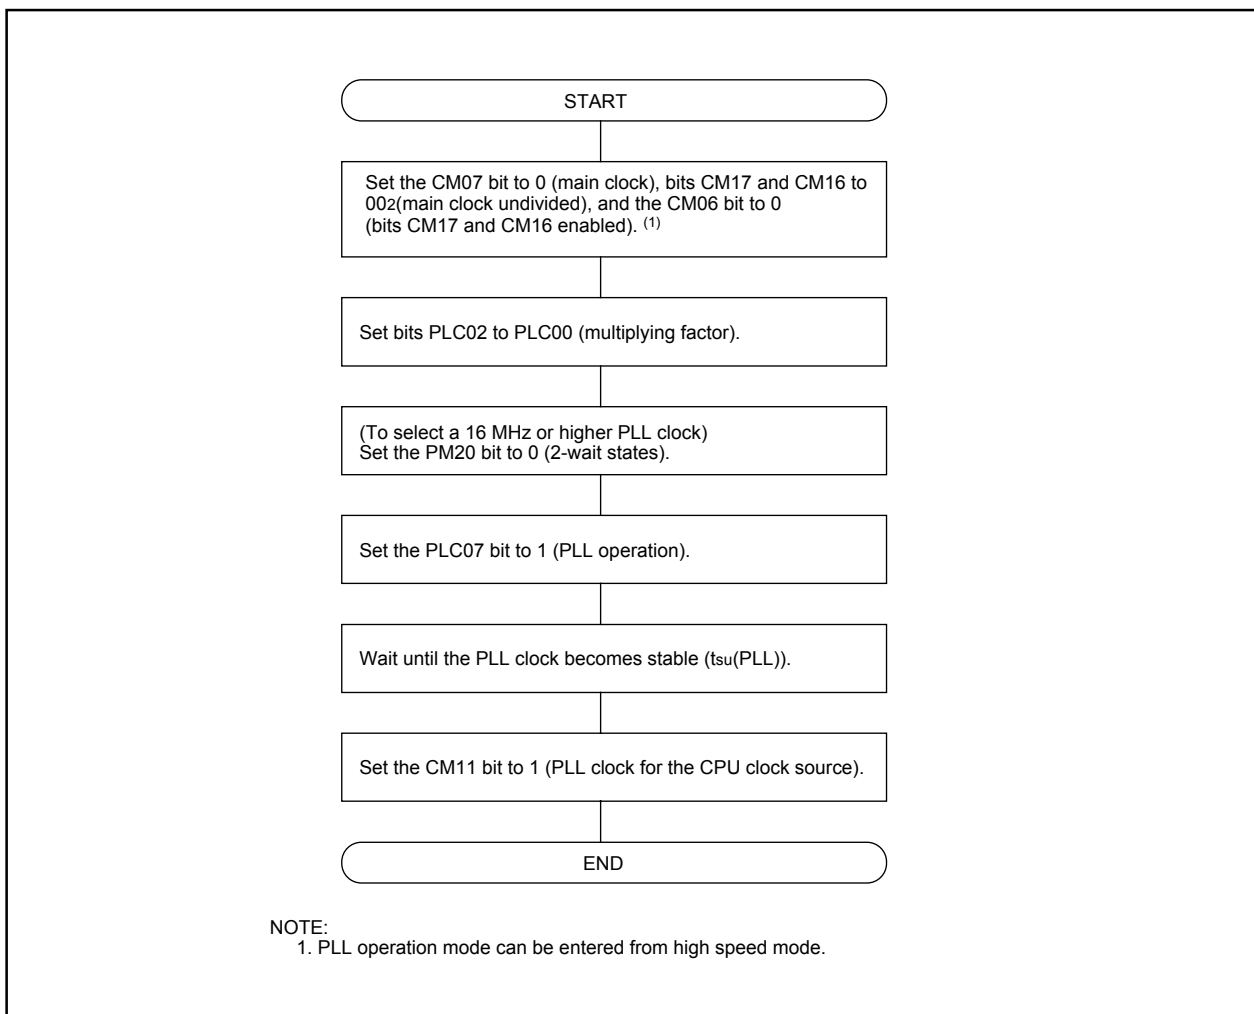 START
Set the CM07 bit to 0 (main clock), bits CM17 and CM16 to
002(main clock undivided), and the CM06 bit to 0
(bits CM17 and CM16 enabled). (1)
Set bits PLC02 to PLC00 (multiplying factor).
(To select a 16 MHz or higher PLL clock)
Set the PM20 bit to 0 (2-wait states).
Set the PLC07 bit to 1 (PLL operation).
Wait until the PLL clock becomes stable (tsu(PLL)).
Set the CM11 bit to 1 (PLL clock for the CPU clock source).
END
NOTE:
1. PLL operation mode can be entered from high speed mode.